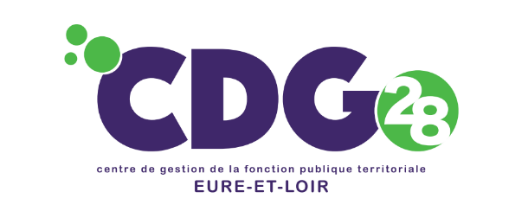 CDG28
centre de gestion de la fonction publique territoriale
EURE-ET-LOIR